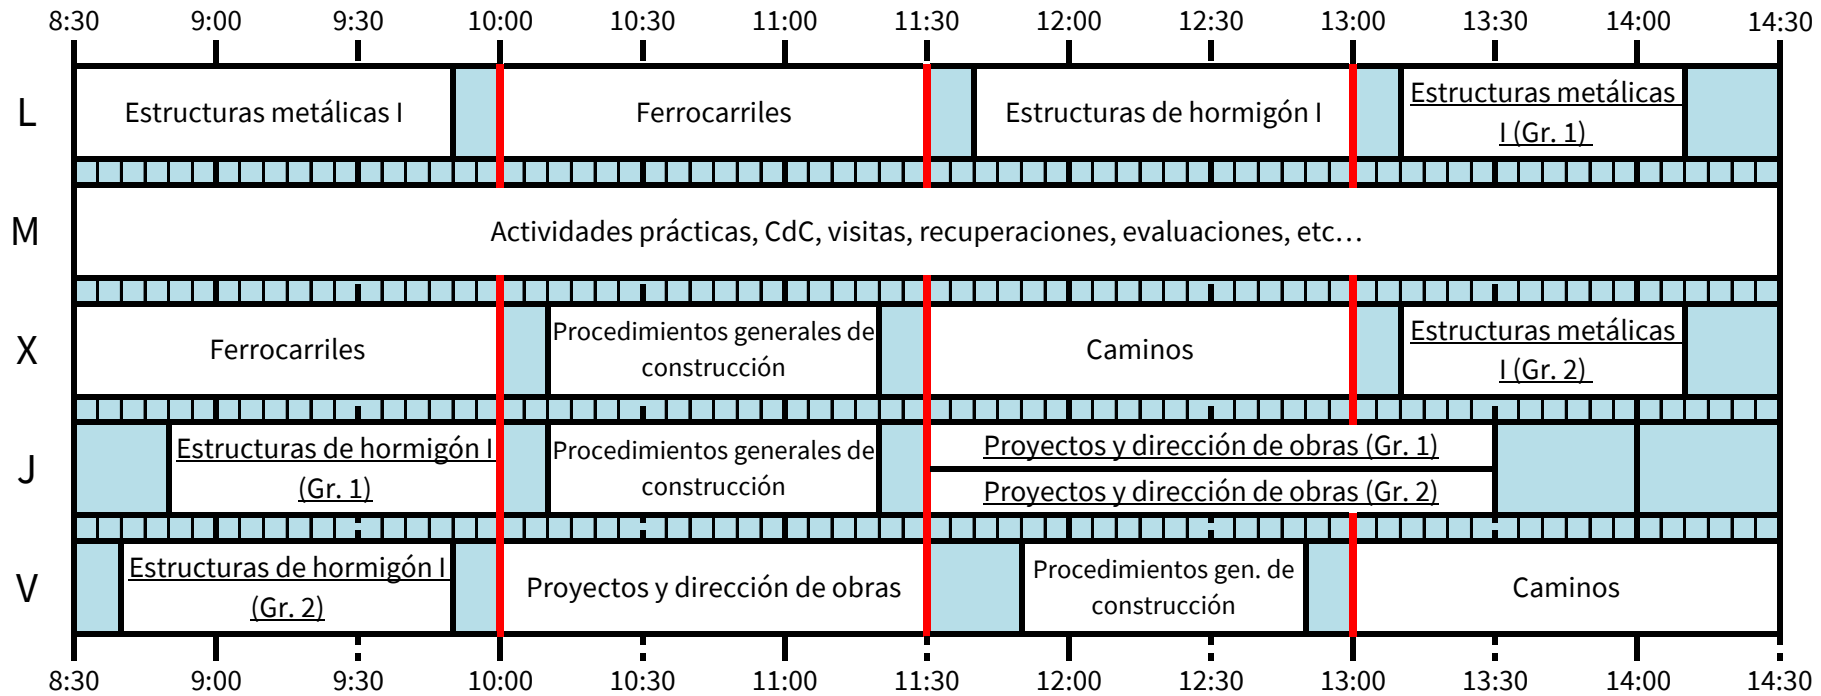 8:30 9:00 9:30 10:00 10:30 11:00 11:30 12:00 12:30 13:00 13:30 14:00 14:30
L
Estructuras metálicas I
Ferrocarriles
Estructuras de hormigón I
Estructuras metálicas
I (Gr. 1)
M
Actividades prácticas, CdC, visitas, recuperaciones, evaluaciones, etc…
X
Ferrocarriles
Procedimientos generales de
construcción
Caminos
Estructuras metálicas
I (Gr. 2)
J
Estructuras de hormigón I
(Gr. 1)
Procedimientos generales de
construcción
Proyectos y dirección de obras (Gr. 1)
Proyectos y dirección de obras (Gr. 2)
V
Estructuras de hormigón I
(Gr. 2)
Proyectos y dirección de obras
Procedimientos gen. de
construcción
Caminos
8:30 9:00 9:30 10:00 10:30 11:00 11:30 12:00 12:30 13:00 13:30 14:00 14:30